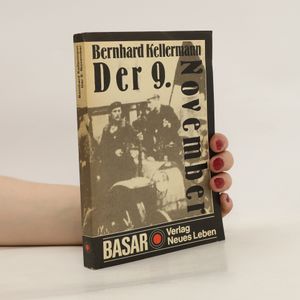 Bernhard Kellermann
Der 9.
November
BASAR
Verlag
Neues Leben